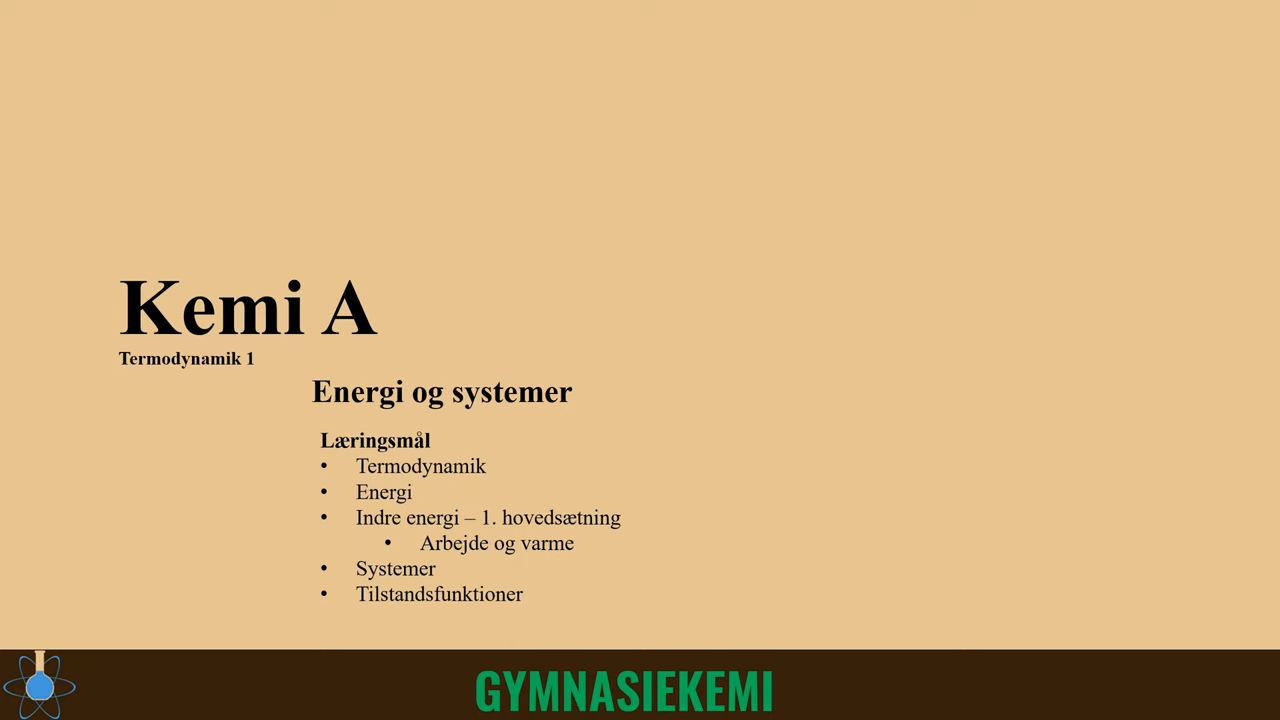 Kemi A
Termodynamik 1
Energi og systemer
Læringsmål
• Termodynamik
• Energi
• Indre energi – 1. hovedsætning
• Arbejde og varme
• Systemer
• Tilstandsfunktioner
GYMNASIEKEMI